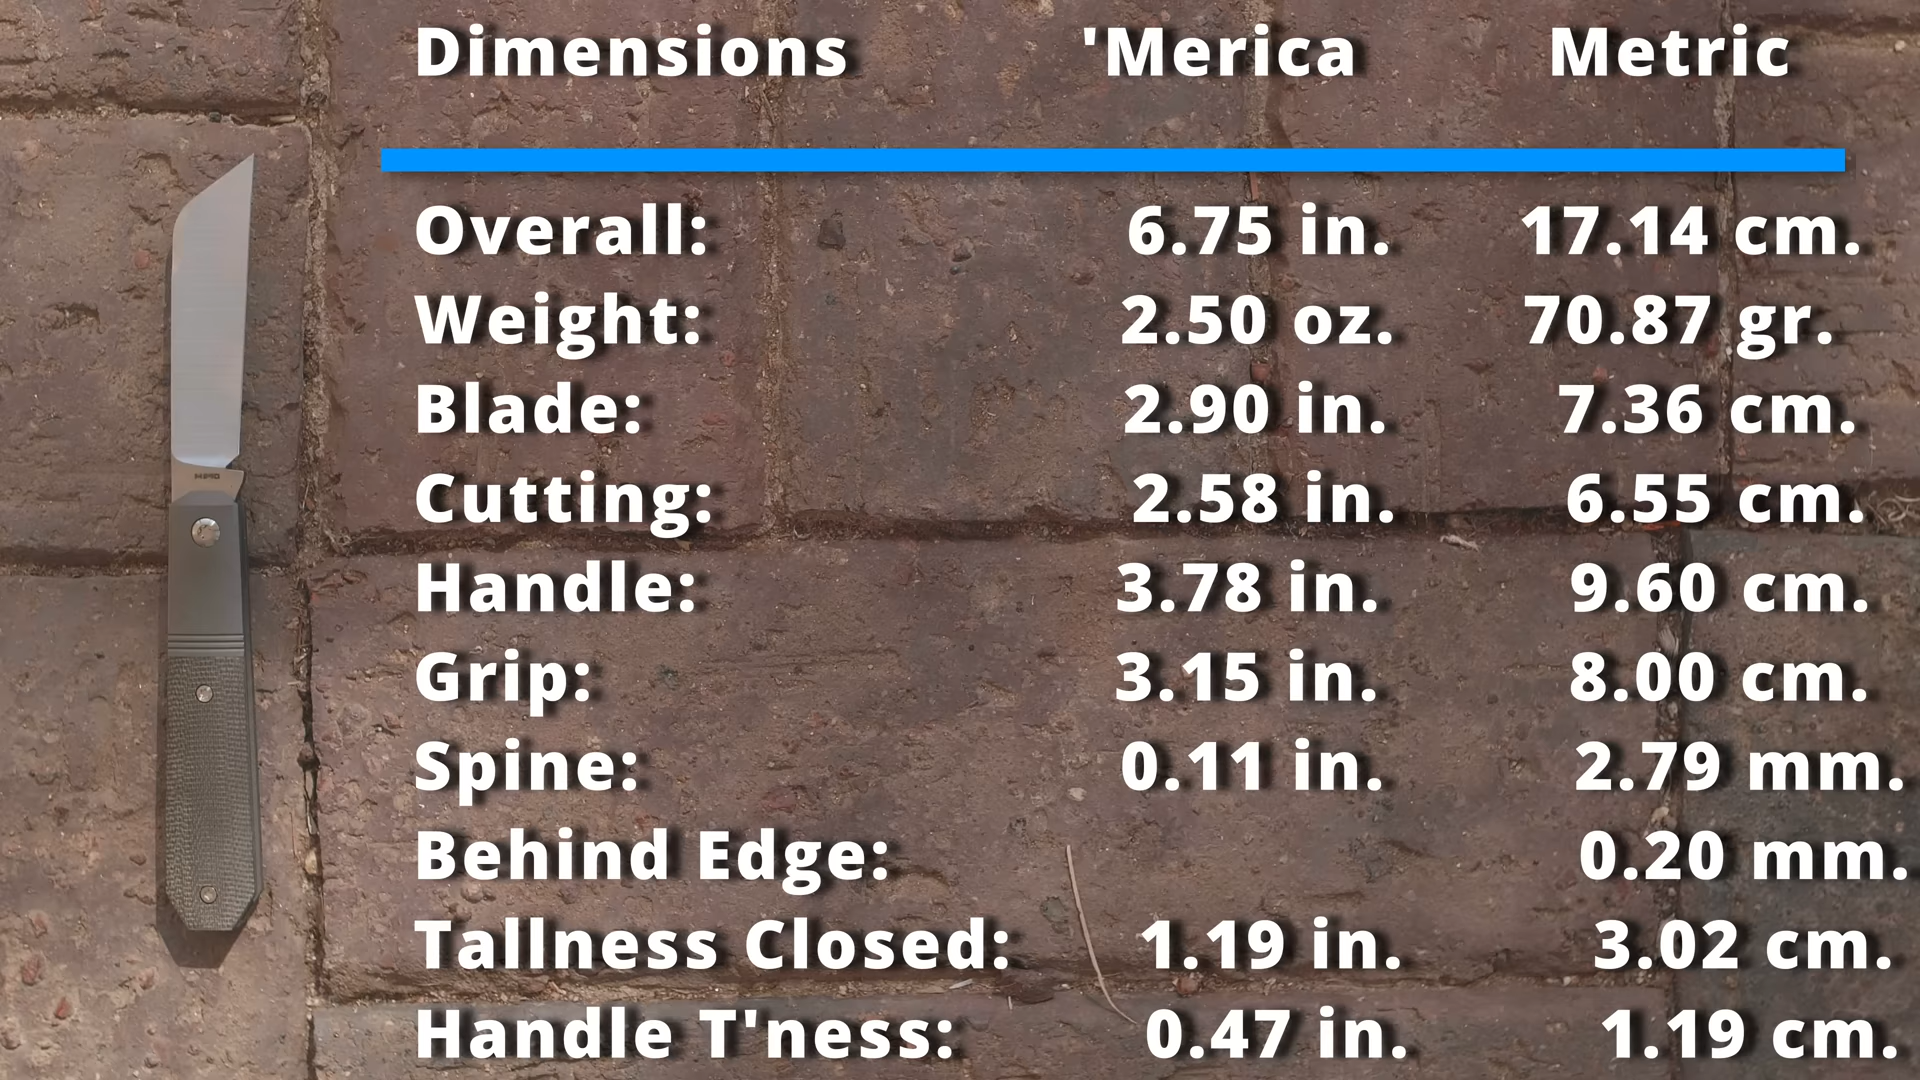 Dimensions 'Merica Metric
Overall: 6.75 in. 17.14 cm.
Weight: 2.50 oz. 70.87 gr.
Blade: 2.90 in. 7.36 cm.
Cutting: 2.58 in. 6.55 cm.
Handle: 3.78 in. 9.60 cm.
Grip: 3.15 in. 8.00 cm.
Spine: 0.11 in. 2.79 mm.
Behind Edge: 0.20 mm.
Tallness Closed: 1.19 in. 3.02 cm.
Handle T'ness: 0.47 in. 1.19 cm.